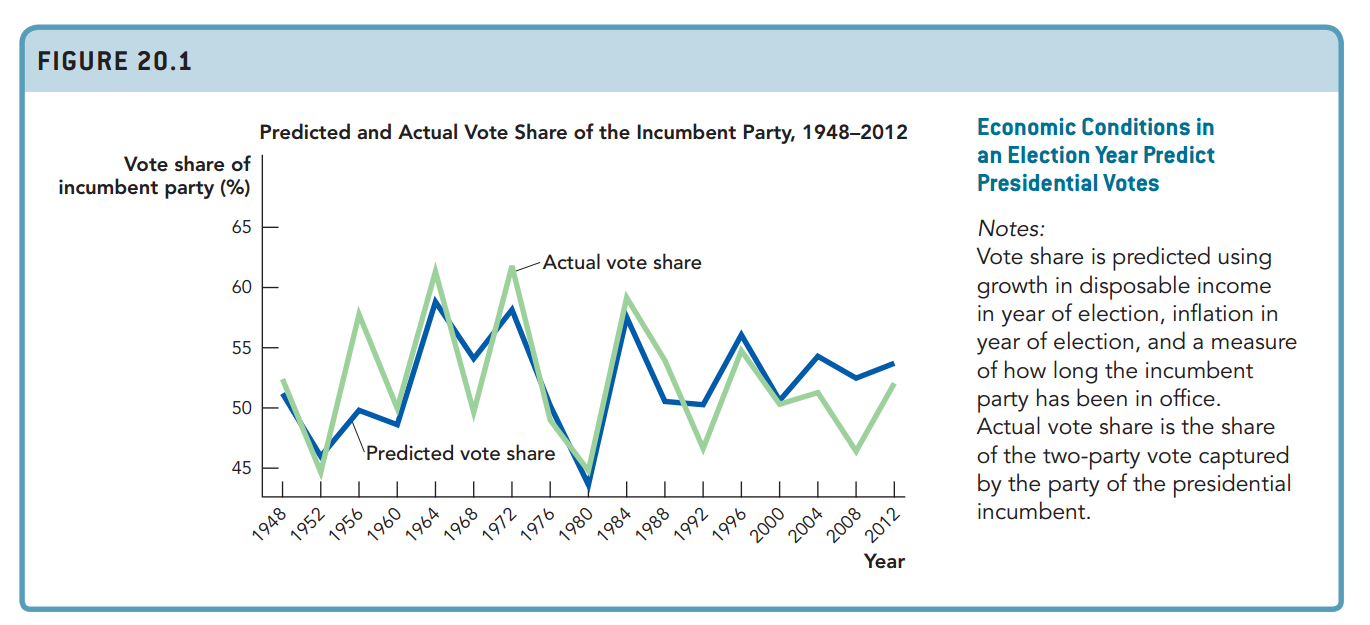 FIGURE 20.1
Predicted and Actual Vote Share of the Incumbent Party, 1948–2012
Vote share of
incumbent party (%)
65
60
55
50
45
Actual vote share
Predicted vote share
1948
1952
1956
1960
1964
1968
1972
1976
1980
1984
1988
1992
1996
2000
2004
2008
2012
Year
Economic Conditions in
an Election Year Predict
Presidential Votes
Notes:
Vote share is predicted using
growth in disposable income
in year of election, inflation in
year of election, and a measure
of how long the incumbent
party has been in office.
Actual vote share is the share
of the two-party vote captured
by the party of the presidential
incumbent.